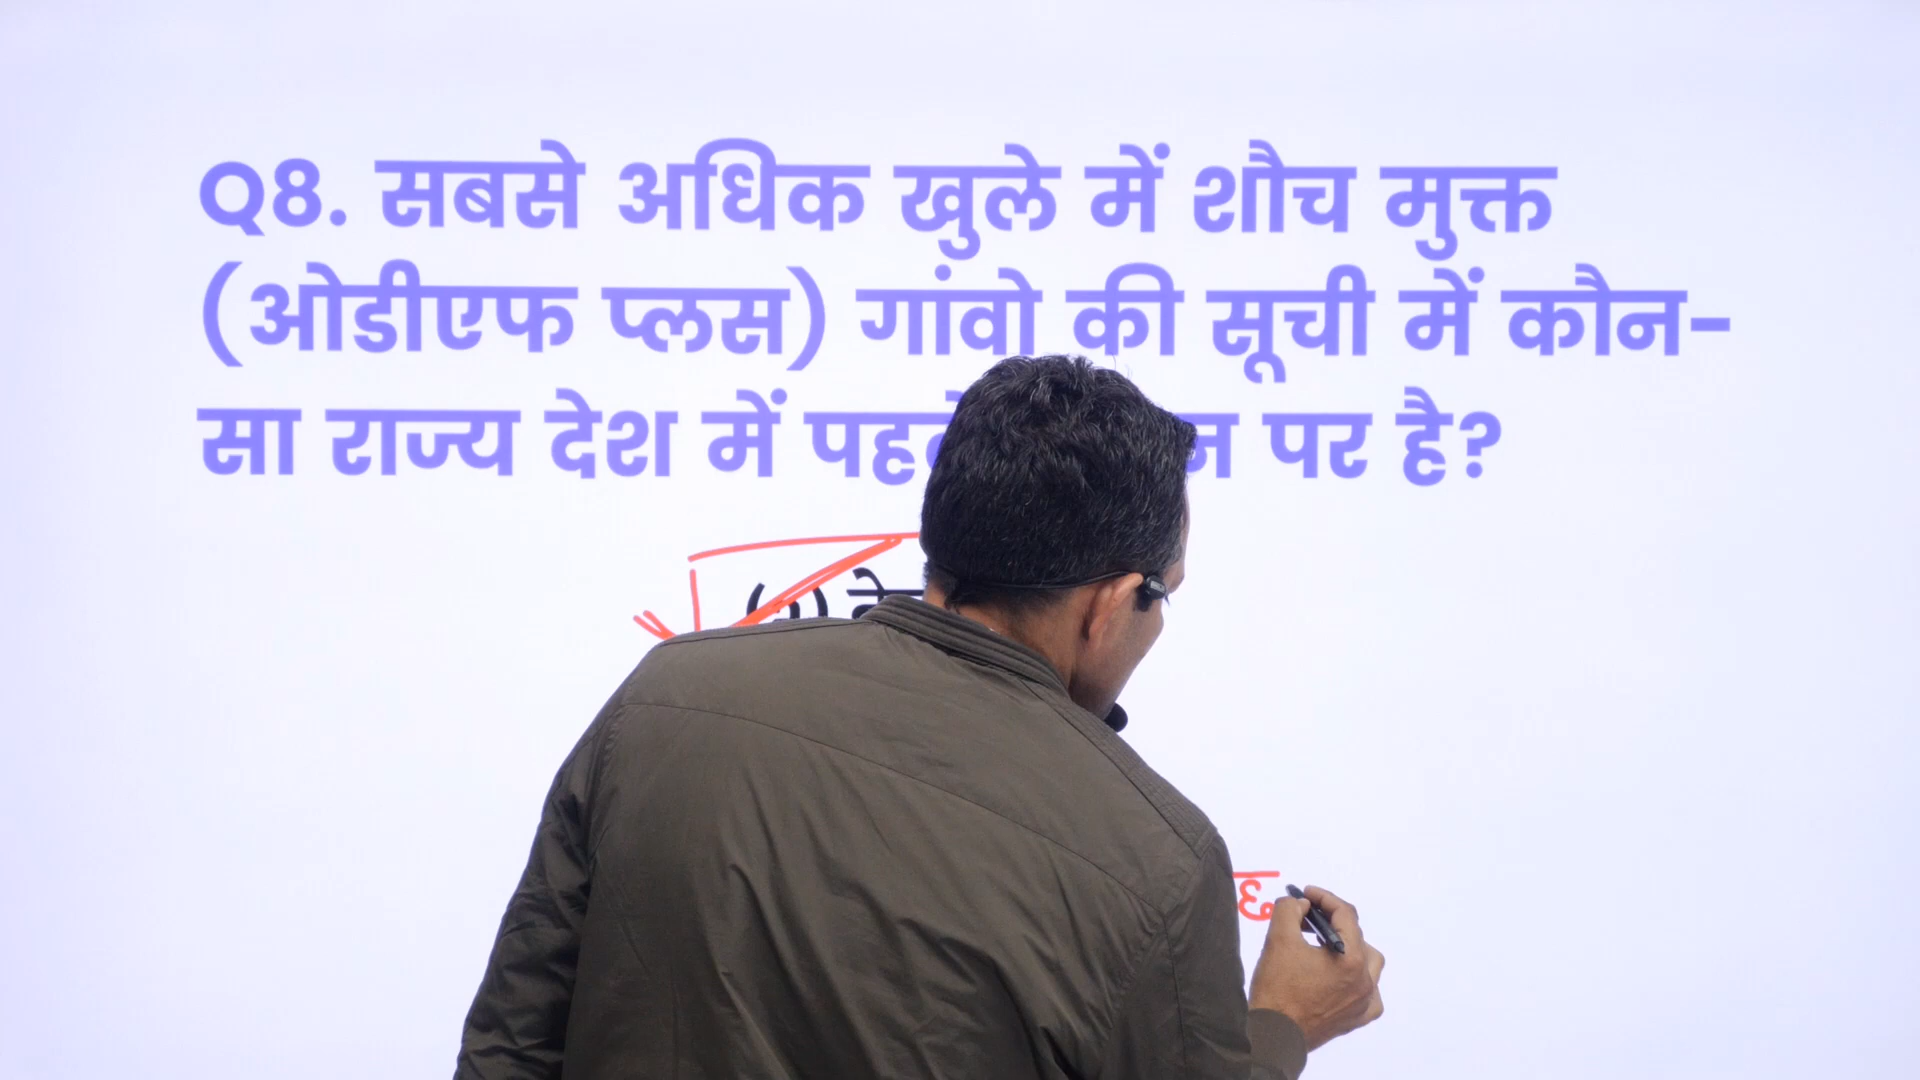 Q8. सबसे अधिक खुले में शौच मुक्त
(ओडीएफ प्लस) गांवो की सूची में कौन-
सा राज्य देश में पर है?